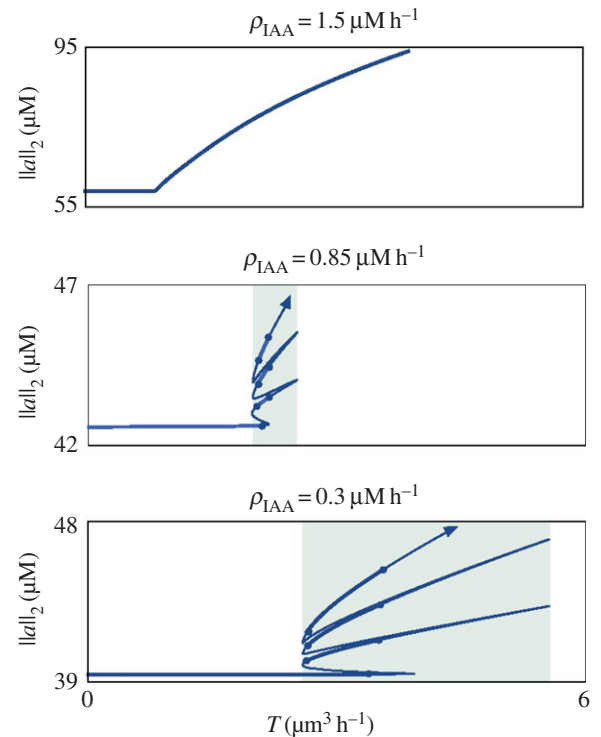 ρIAA = 1.5 μM h⁻¹
95
||a||₂ (μM)
55
ρIAA = 0.85 μM h⁻¹
47
||a||₂ (μM)
42
ρIAA = 0.3 μM h⁻¹
48
||a||₂ (μM)
39
0
6
T (μm³ h⁻¹)